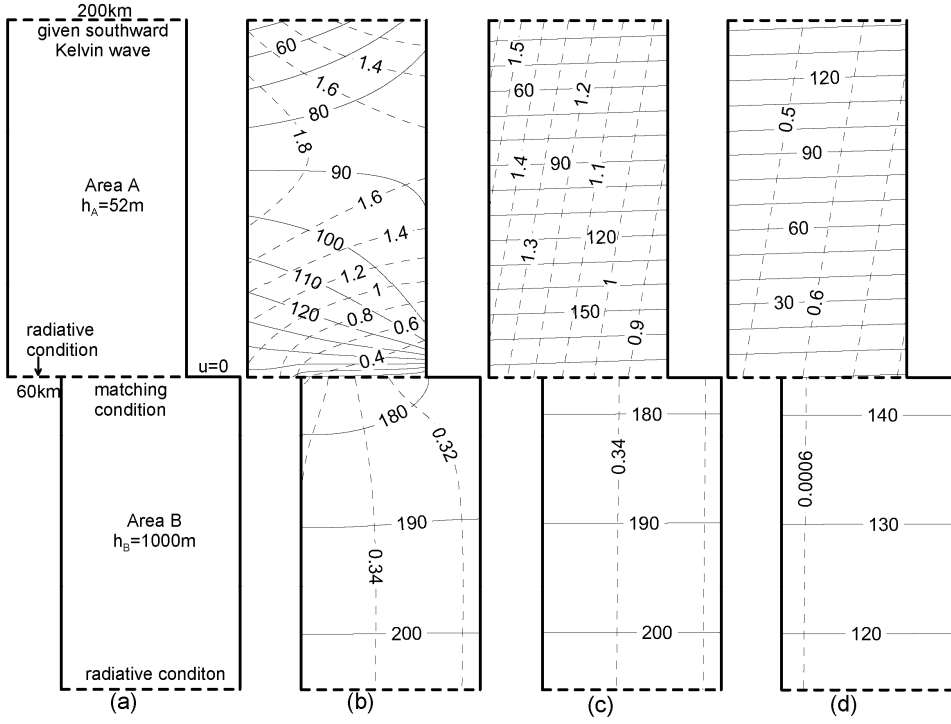 200km
given southward
Kelvin wave
Area A
h_A=52m
radiative
condition
u=0
60km
matching
condition
Area B
h_B=1000m
radiative conditon
(a)
60
1.4
1.6
80
1.8
90
1.6
100
1.4
110
1.2
1
120
0.8
0.6
0.4
180
0.32
190
0.34
200
(b)
1.5
60
1.2
1.4
90
1.1
1.3
120
1
150
0.9
180
0.34
190
200
(c)
120
0.5
90
60
30
0.6
140
0.0006
130
120
(d)